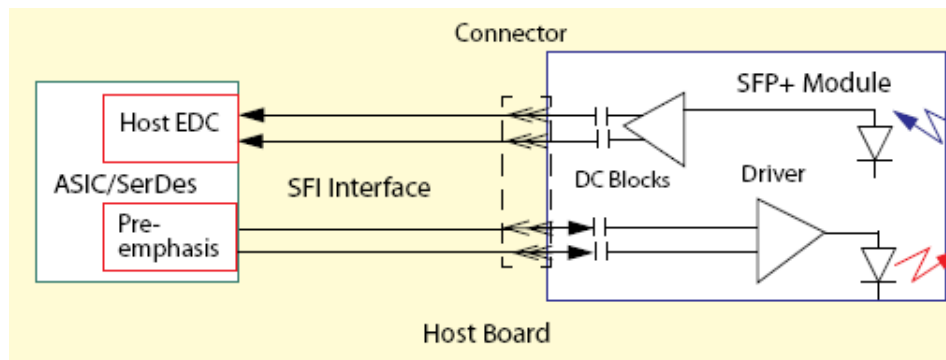 Connector
SFP+ Module
Host EDC
ASIC/SerDes
SFI Interface
DC Blocks
Driver
Pre-
emphasis
Host Board